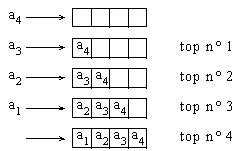 a₄
a₃ a₄ top n° 1
a₂ a₃ a₄ top n° 2
a₁ a₂ a₃ a₄ top n° 3
a₁ a₂ a₃ a₄ top n° 4